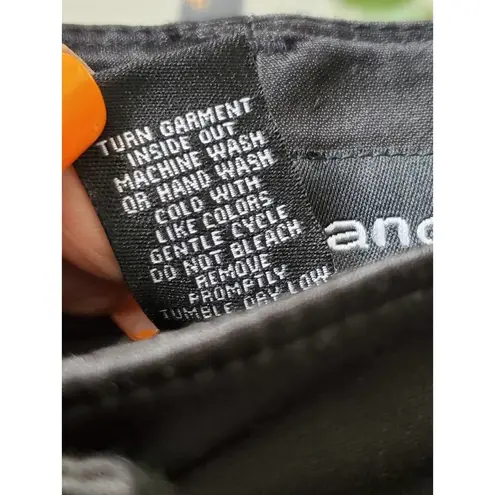 TURN GARMENT
INSIDE OUT
MACHINE WASH
OR HAND WASH
COLD WITH
LIKE COLORS
GENTLE CYCLE
DO NOT BLEACH
REMOVE
PROMPTLY
TUMBLE DRY LOW